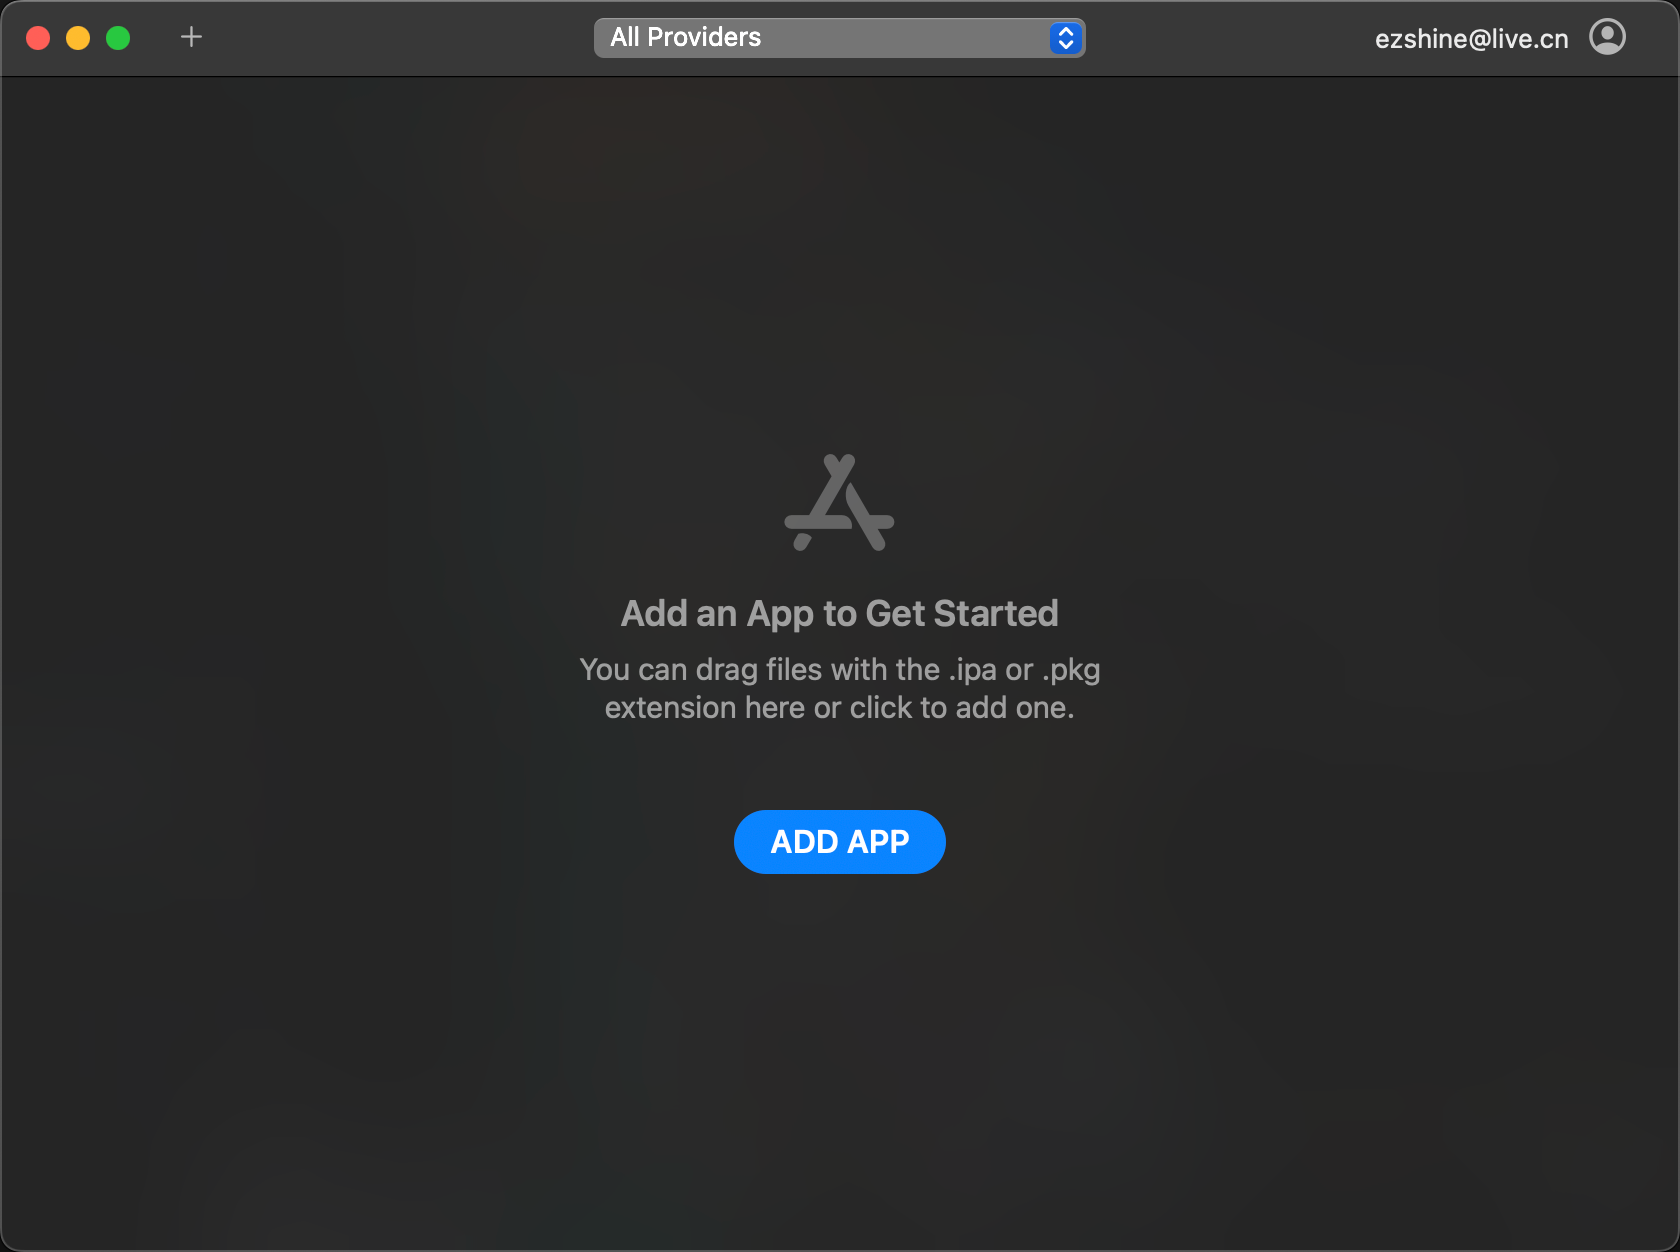 All Providers
ezshine@live.cn
Add an App to Get Started
You can drag files with the .ipa or .pkg
extension here or click to add one.
ADD APP